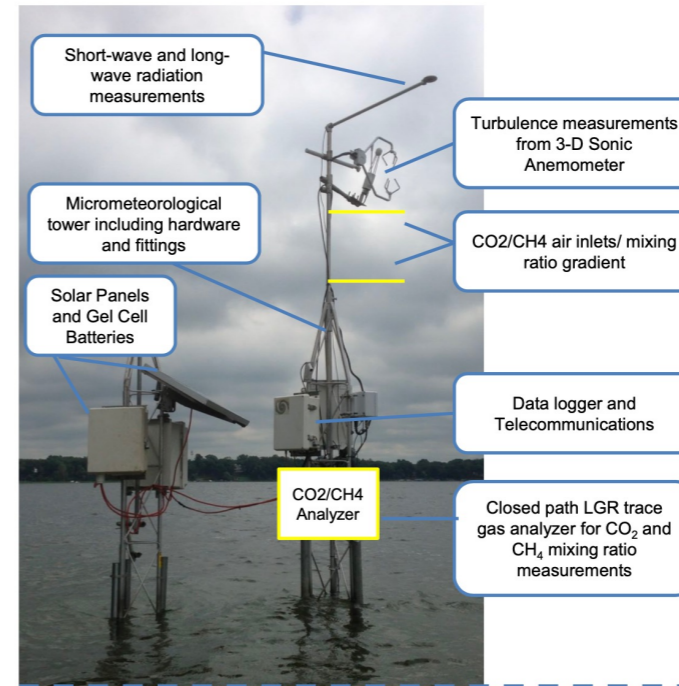 Short-wave and long-
wave radiation
measurements
Turbulence measurements
from 3-D Sonic
Anemometer
Micrometeorological
tower including hardware
and fittings
CO2/CH4 air inlets/ mixing
ratio gradient
Solar Panels
and Gel Cell
Batteries
Data logger and
Telecommunications
CO2/CH4
Analyzer
Closed path LGR trace
gas analyzer for CO₂ and
CH₄ mixing ratio
measurements